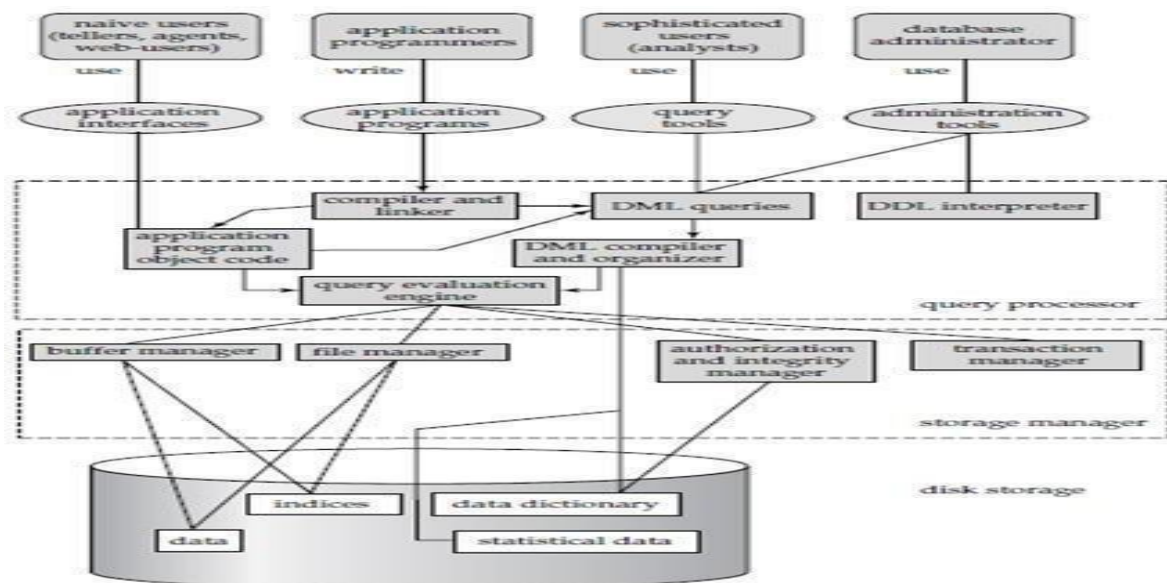 naive users
(tellers, agents,
web-users)
application
programmers
sophisticated
users
(analysts)
database
administrator
use
write
use
use
application
interfaces
application
programs
query
tools
administration
tools
compiler and
linker
DML queries
DDL interpreter
application
program
object code
DML compiler
and organizer
query evaluation
engine
query processor
buffer manager
file manager
authorization
and integrity
manager
transaction
manager
storage manager
disk storage
indices
data dictionary
data
statistical data